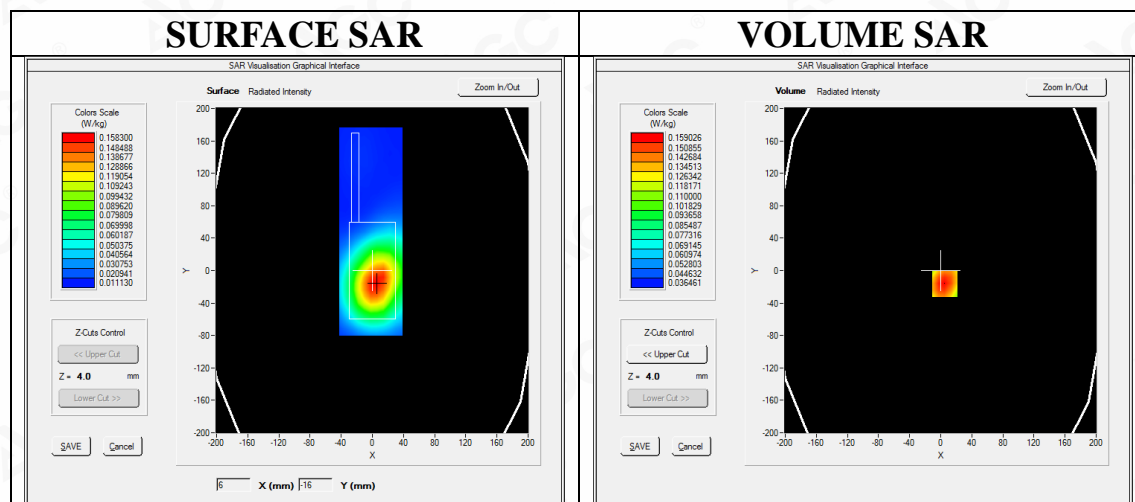 SURFACE SAR
SAR Visualisation Graphical Interface
Surface Radiated Intensity
Zoom In/Out
Colors Scale
(W/kg)
0.158300
0.148488
0.138677
0.128866
0.119054
0.109243
0.099432
0.089620
0.079809
0.069998
0.060187
0.050375
0.040564
0.030753
0.020941
0.011130
Z-Cuts Control
<< Upper Cut
Z = 4.0 mm
Lower Cut >>
SAVE Cancel
200
160
120
80
40
0
-40
-80
-120
-160
-200
Y
-200 -160 -120 -80 -40 0 40 80 120 160 200
X
6 X (mm) -16 Y (mm)
VOLUME SAR
SAR Visualisation Graphical Interface
Volume Radiated Intensity
Zoom In/Out
Colors Scale
(W/kg)
0.159026
0.150855
0.142684
0.134513
0.126342
0.118171
0.110000
0.101829
0.093658
0.085487
0.077316
0.069145
0.060974
0.052803
0.044632
0.036461
Z-Cuts Control
<< Upper Cut
Z = 4.0 mm
Lower Cut >>
SAVE Cancel
200
160
120
80
40
0
-40
-80
-120
-160
-200
Y
-200 -160 -120 -80 -40 0 40 80 120 160 200
X